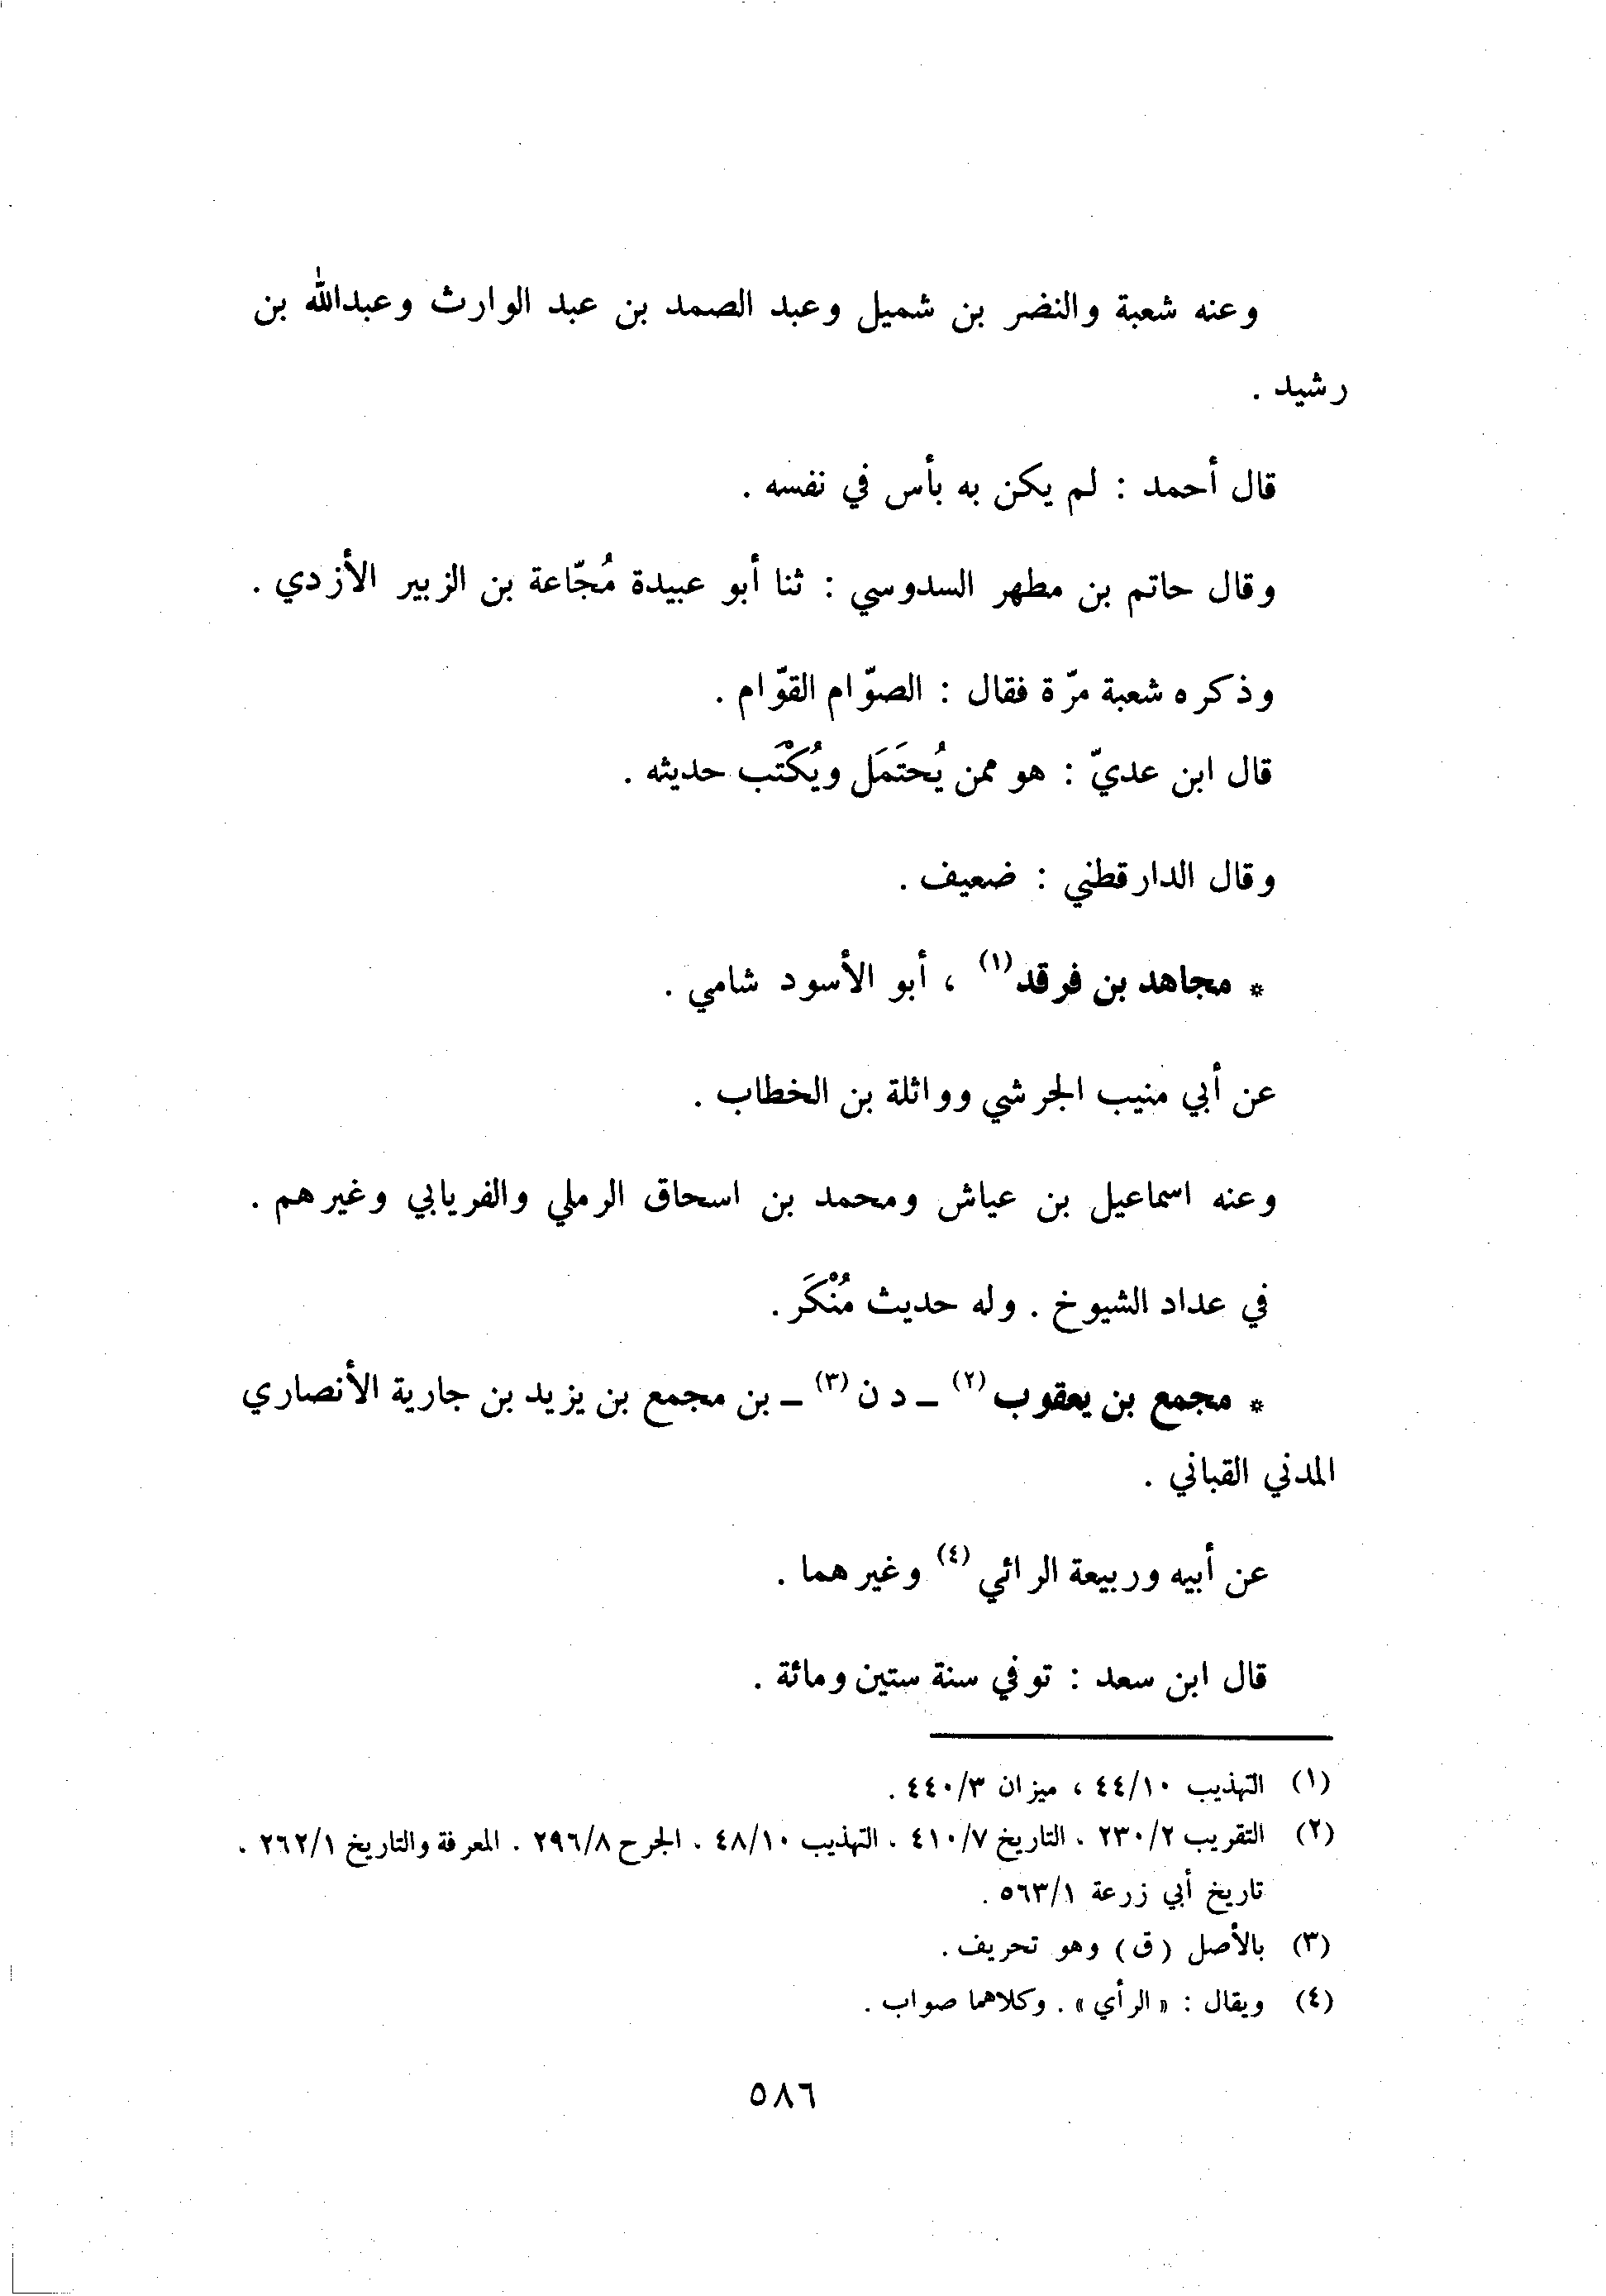 وعنه شعبة والنضر بن شميل وعبد الصمد بن عبد الوارث وعبدالله بن
رشيد .
قال أحمد : لم يكن به بأس في نفسه .
وقال حاتم بن مطهر السدوسي : ثنا أبو عبيدة مُجّاعة بن الزبير الأزدي .
وذكره شعبة مرّة فقال : الصوّام القوّام .
قال ابن عديّ : هو ممن يُحتَمَل ويُكْتَب حديثه .
وقال الدارقطني : ضعيف .
* مجاهد بن فرقد(١) ، أبو الأسود شامي .
عن أبي منيب الجرشي وواثلة بن الخطاب .
وعنه اسماعيل بن عياش ومحمد بن اسحاق الرملي والفريابي وغيرهم .
في عداد الشيوخ . وله حديث مُنْكَر .
* مجمع بن يعقوب(٢) ـ د ن(٣) ـ بن مجمع بن يزيد بن جارية الأنصاري
المدني القباني .
عن أبيه وربيعة الرائي(٤) وغيرهما .
قال ابن سعد : توفي سنة ستين ومائة .
(١) التهذيب ٤٤/١٠ ، ميزان ٤٤٠/٣ .
(٢) التقريب ٢٣٠/٢ . التاريخ ٤١٠/٧ . التهذيب ٤٨/١٠ . الجرح ٢٩٦/٨ . المعرفة والتاريخ ٢٦٢/١ .
تاريخ أبي زرعة ٥٦٣/١ .
(٣) بالأصل (ق) وهو تحريف .
(٤) ويقال : «الرأي» . وكلاهما صواب .
٥٨٦